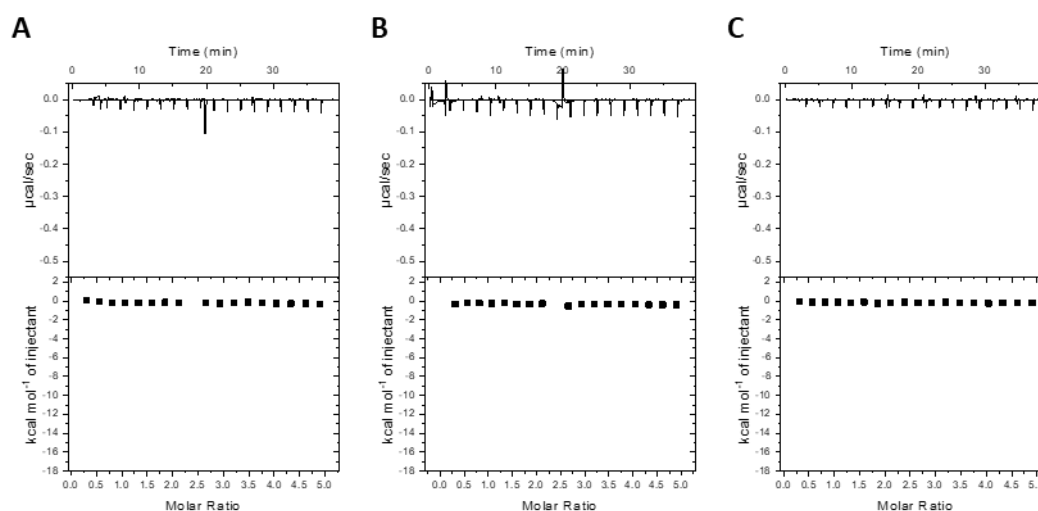 A B C
Time (min) Time (min) Time (min)
0 10 20 30 0 10 20 30 0 10 20 30
0.0 0.0 0.0
-0.1 -0.1 -0.1
-0.2 -0.2 -0.2
-0.3 -0.3 -0.3
-0.4 -0.4 -0.4
-0.5 -0.5 -0.5
µcal/sec µcal/sec µcal/sec
2 2 2
0 0 0
-2 -2 -2
-4 -4 -4
-6 -6 -6
-8 -8 -8
-10 -10 -10
-12 -12 -12
-14 -14 -14
-16 -16 -16
-18 -18 -18
kcal mol⁻¹ of injectant kcal mol⁻¹ of injectant kcal mol⁻¹ of injectant
0.0 0.5 1.0 1.5 2.0 2.5 3.0 3.5 4.0 4.5 5.0 0.0 0.5 1.0 1.5 2.0 2.5 3.0 3.5 4.0 4.5 5.0 0.0 0.5 1.0 1.5 2.0 2.5 3.0 3.5 4.0 4.5 5.
Molar Ratio Molar Ratio Molar Ratio